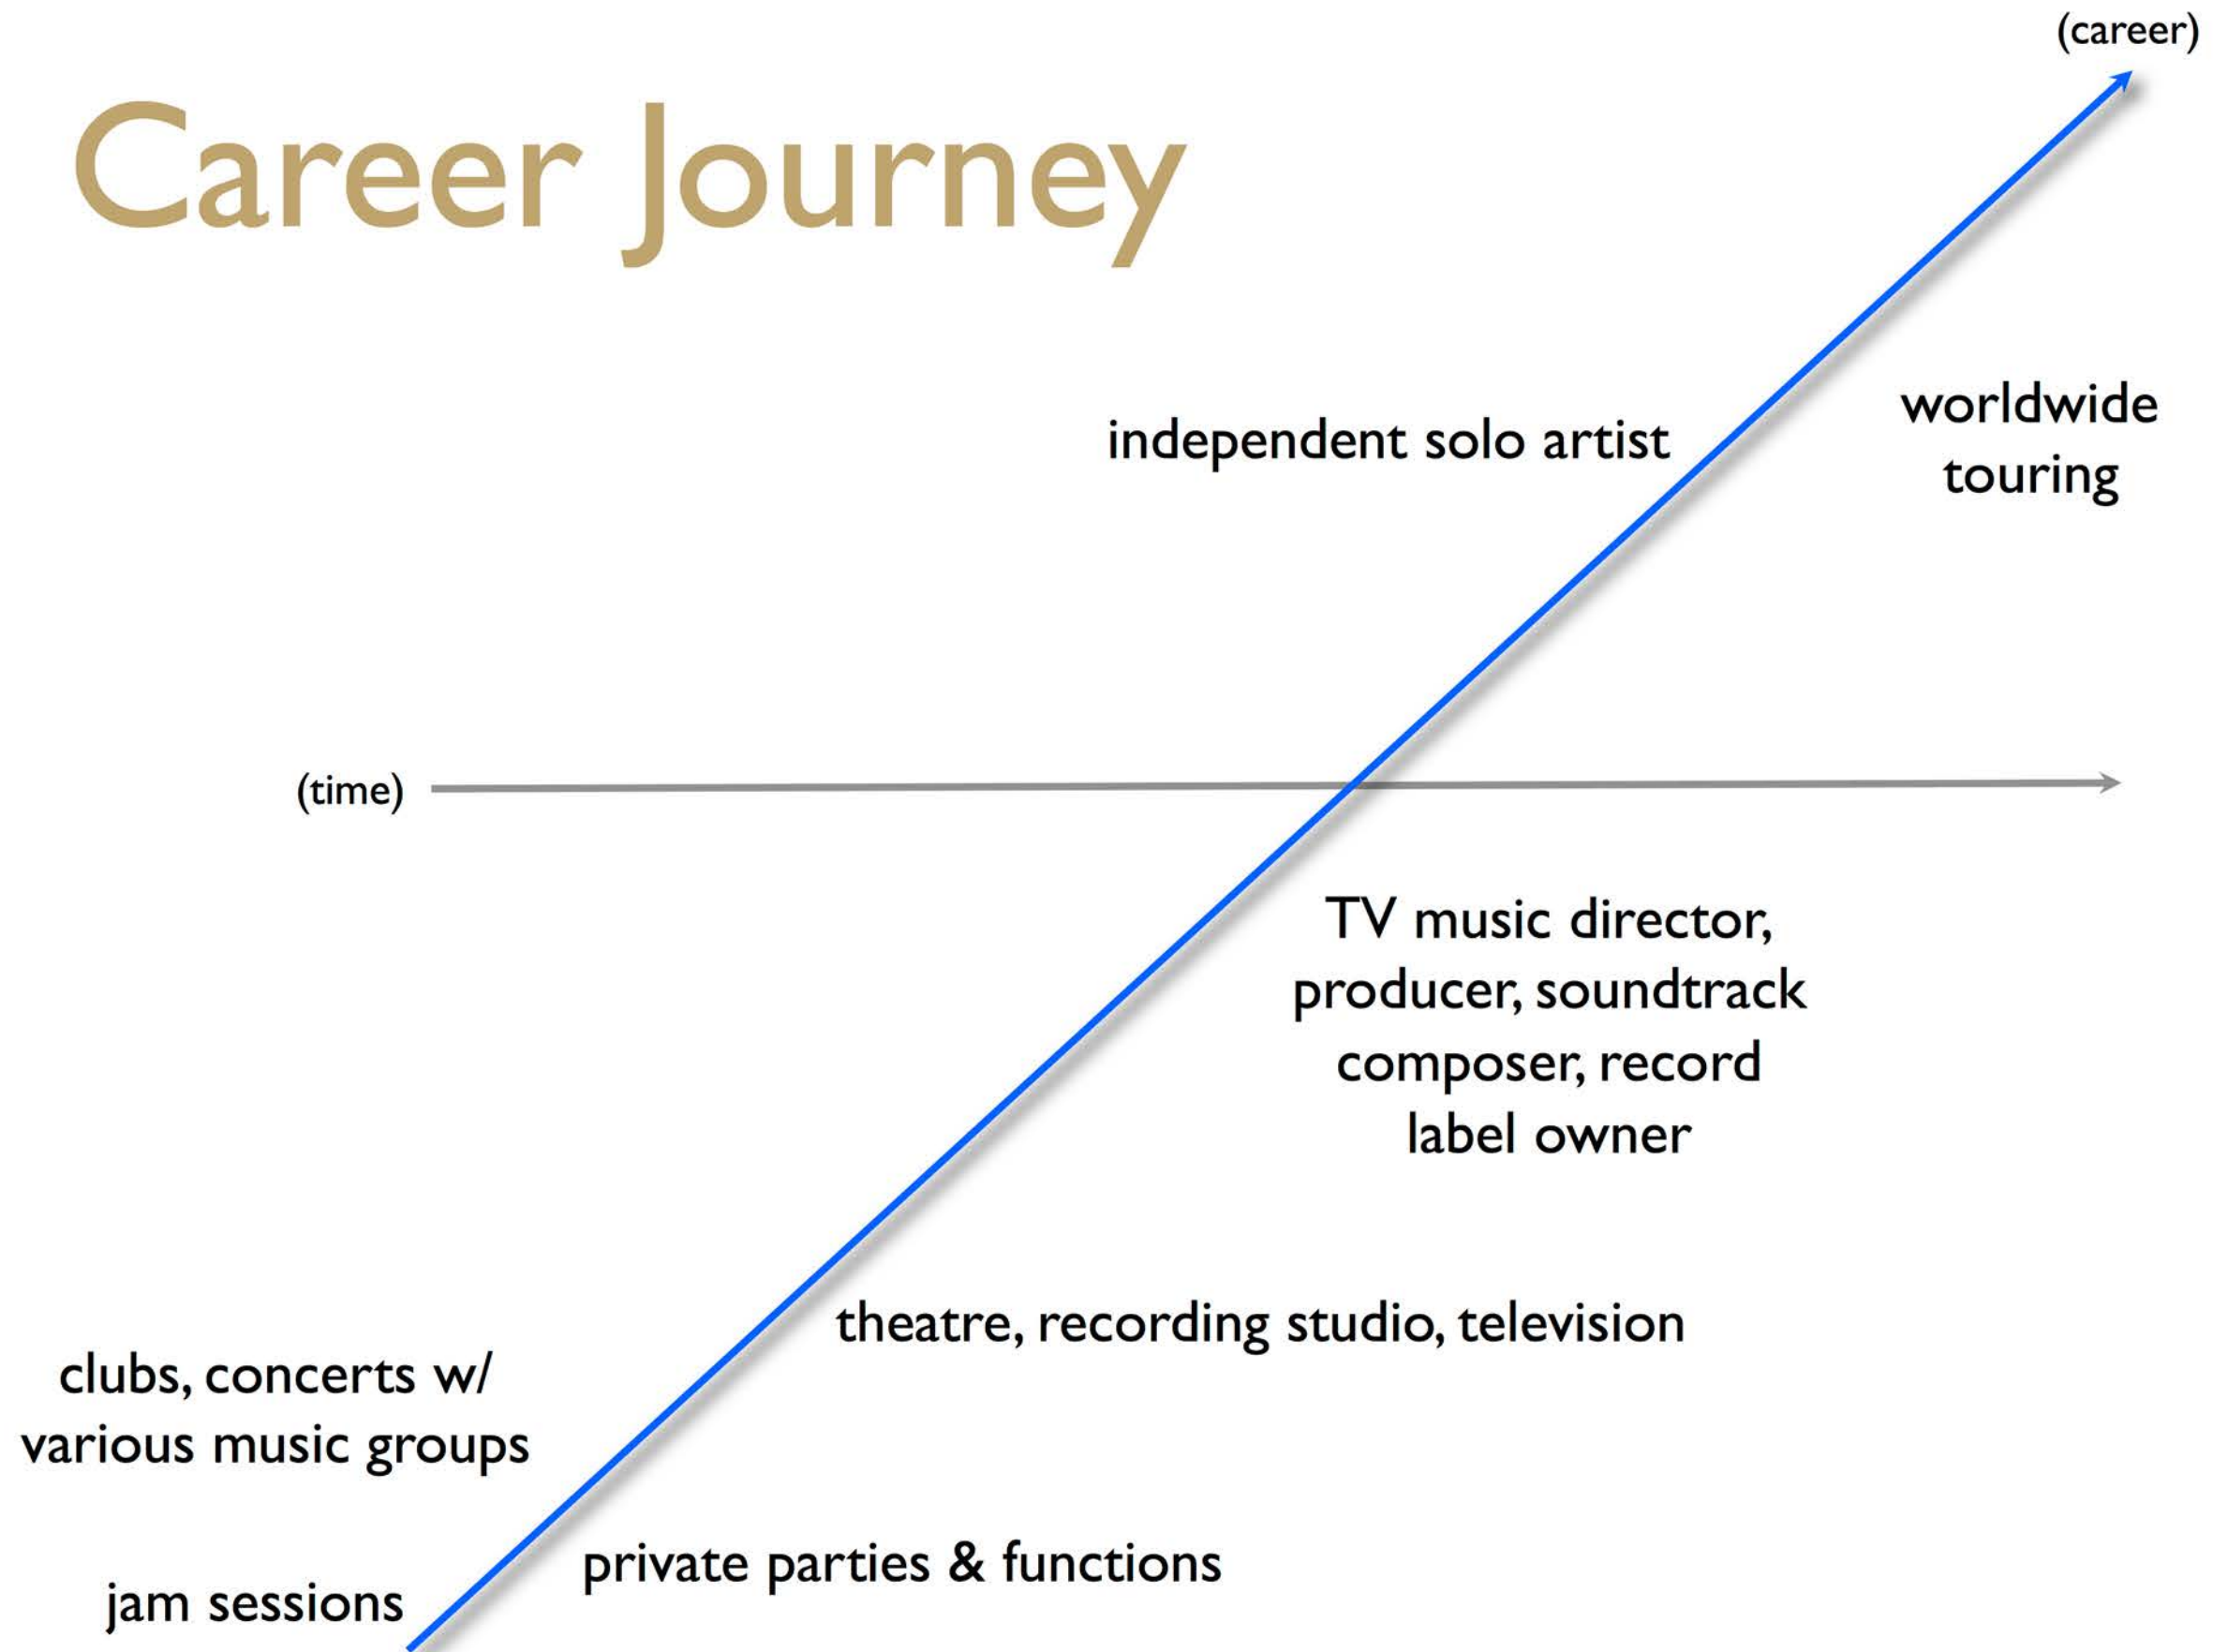 (career)
Career Journey
independent solo artist
worldwide
touring
(time)
TV music director,
producer, soundtrack
composer, record
label owner
theatre, recording studio, television
clubs, concerts w/
various music groups
private parties & functions
jam sessions